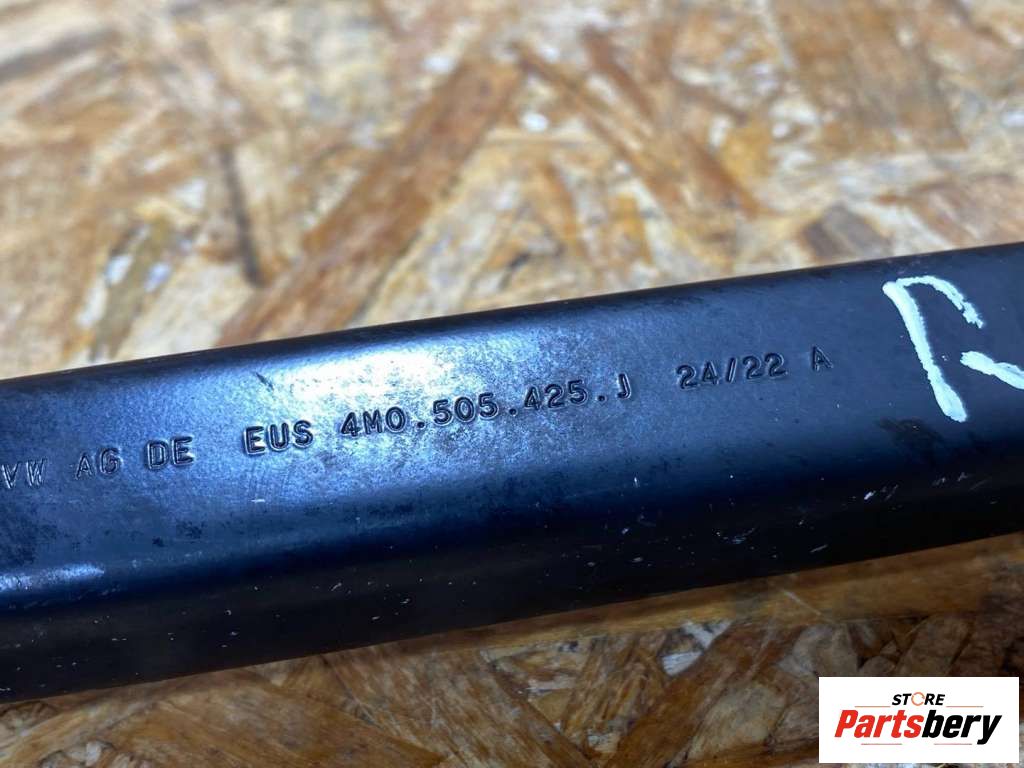 VW AG DE EUS 4M0.505.425.J 24/22 A
R
STORE
Partsbery